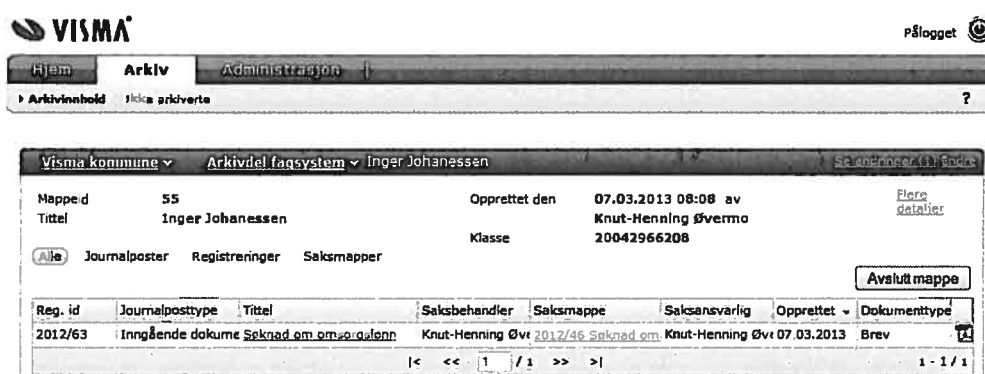 VISMA
Pålogget
Hjem Arkiv Administrasjon
Arkivinnhold Ikke arkiverte ?
Visma kommune Arkivdel fagsystem Inger Johanessen Se endringer (1) Endre
Mappeid 55 Opprettet den 07.03.2013 08:08 av Flere
Tittel Inger Johanessen Knut-Henning Øvermo detaljer
Klasse 20042966208
Alle Journalposter Registreringer Saksmapper
Avslutt mappe
Reg. id Journalposttype Tittel Saksbehandler Saksmappe Saksansvarlig Opprettet Dokumenttype
2012/63 Inngående dokume Søknad om omsorgslønn Knut-Henning Øve 2012/46 Søknad om Knut-Henning Øve 07.03.2013 Brev
|< << 1 / 1 >> >| 1 - 1 / 1